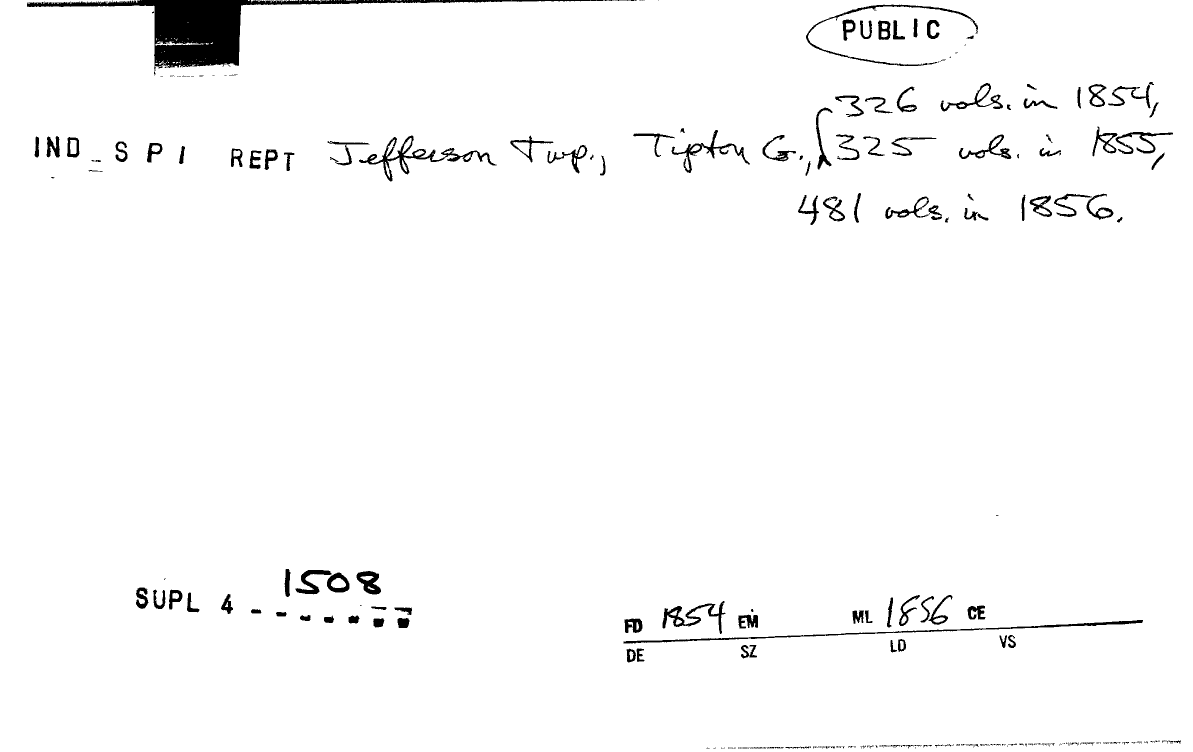 PUBLIC
326 vols. in 1854,
IND_SPI REPT Jefferson Twp., Tipton Co., 325 vols. in 1855,
481 vols. in 1856.
1508
SUPL 4 - - - - - - -
FD 1854 EM ML 1856 CE
DE SZ LD VS